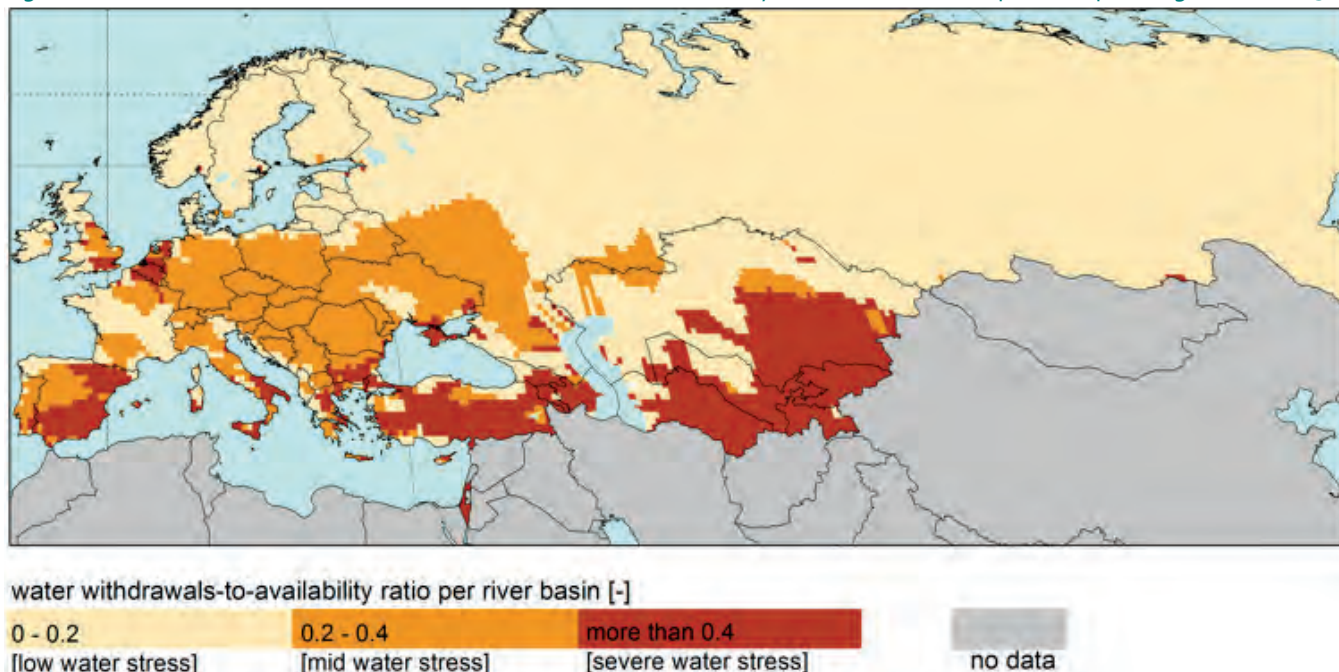 water withdrawals-to-availability ratio per river basin [-]
0 - 0.2
0.2 - 0.4
more than 0.4
[low water stress]
[mid water stress]
[severe water stress]
no data